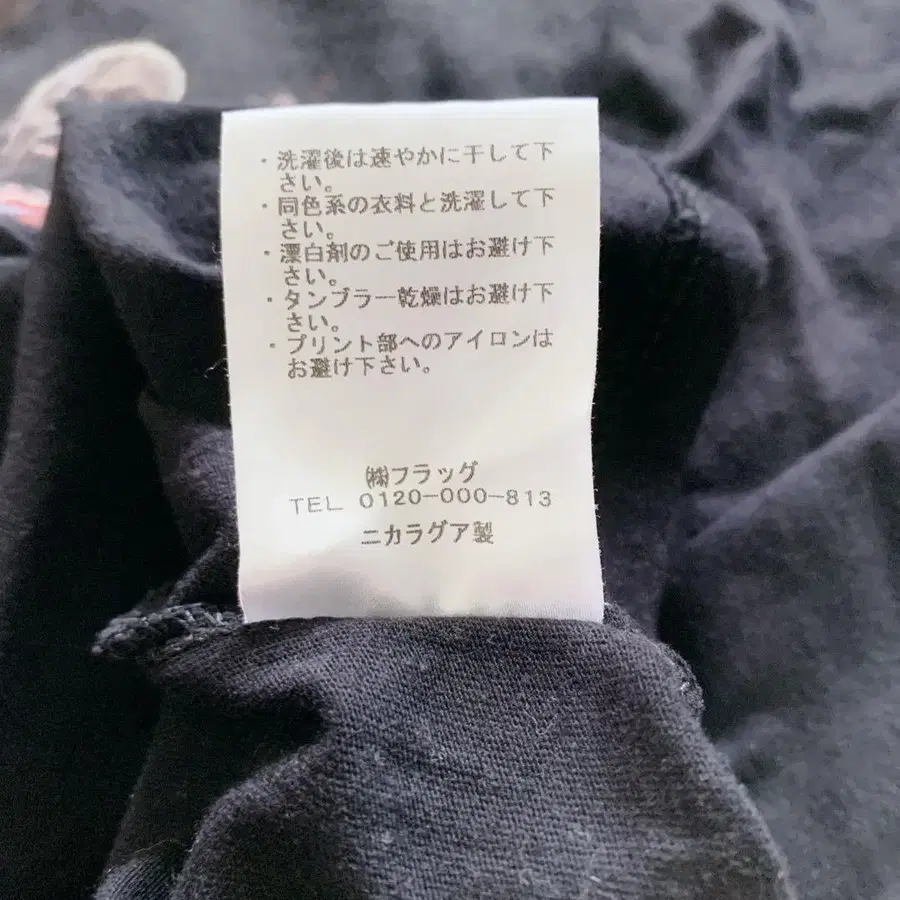 ・洗濯後は速やかに干して下
さい。
・同色系の衣料と洗濯して下
さい。
・漂白剤のご使用はお避け下
さい。
・タンブラー乾燥はお避け下
さい。
・プリント部へのアイロンは
お避け下さい。
㈱フラッグ
TEL 0120-000-813
ニカラグア製